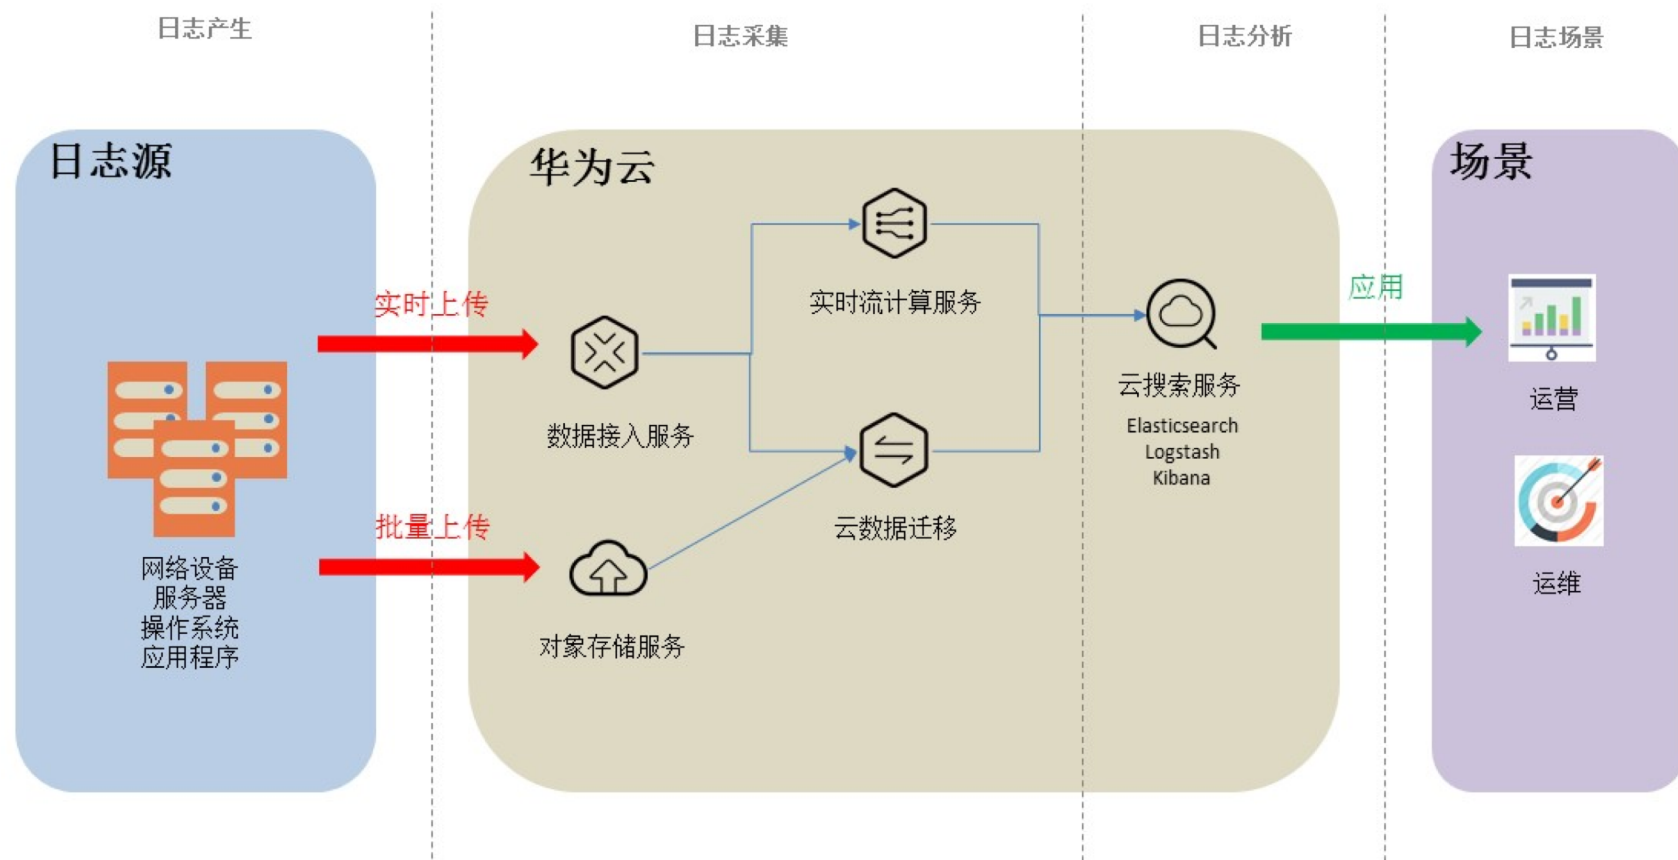 日志产生
日志采集
日志分析
日志场景
日志源
华为云
场景
实时上传
批量上传
应用
网络设备
服务器
操作系统
应用程序
数据接入服务
对象存储服务
实时流计算服务
云数据迁移
云搜索服务
Elasticsearch
Logstash
Kibana
运营
运维